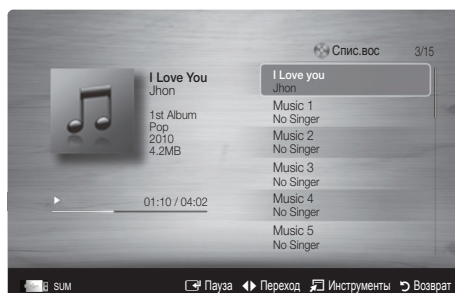 Спис.вос 3/15
I Love You
Jhon
1st Album
Pop
2010
4.2MB
01:10 / 04:02
I Love you
Jhon
Music 1
No Singer
Music 2
No Singer
Music 3
No Singer
Music 4
No Singer
Music 5
No Singer
SUM Пауза Переход Инструменты Возврат